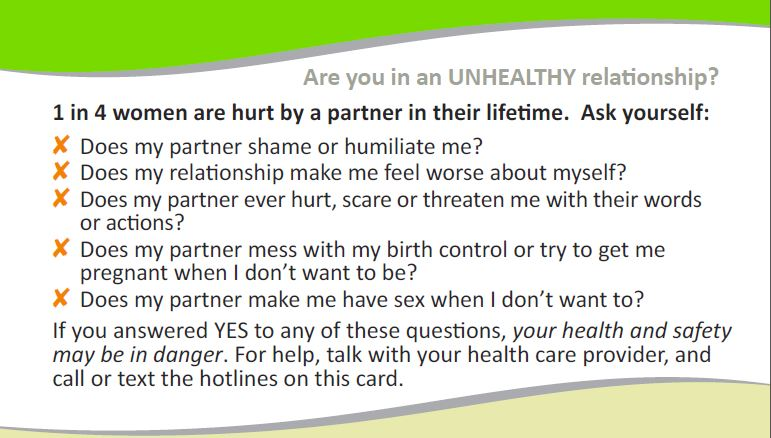 Are you in an UNHEALTHY relationship?
1 in 4 women are hurt by a partner in their lifetime.  Ask yourself:
✘ Does my partner shame or humiliate me?
✘ Does my relationship make me feel worse about myself?
✘ Does my partner ever hurt, scare or threaten me with their words
or actions?
✘ Does my partner mess with my birth control or try to get me
pregnant when I don’t want to be?
✘ Does my partner make me have sex when I don’t want to?
If you answered YES to any of these questions, your health and safety
may be in danger. For help, talk with your health care provider, and
call or text the hotlines on this card.